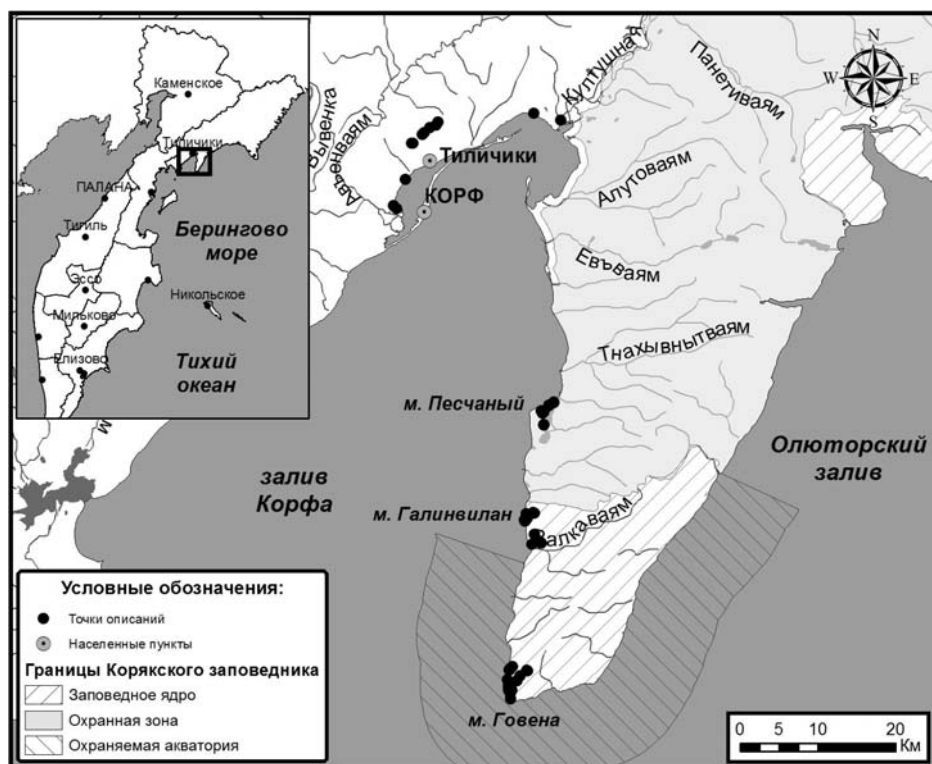 Каменское
Тиличики
ПАЛАНА
Тигиль
Эссо
Мильково
Елизово
Никольское
Берингово
море
Тихий
океан
N
W
E
S
Вывенка
Авъенваям
Култушная
Панетиваям
Тиличики
КОРФ
Алутоваям
Евъваям
Тнахывнытваям
м. Песчаный
залив
Корфа
Олюторский
залив
м. Галинвилан
Валкаваям
м. Говена
Условные обозначения:
Точки описаний
Населенные пункты
Границы Корякского заповедника
Заповедное ядро
Охранная зона
Охраняемая акватория
0 5 10 20
Км